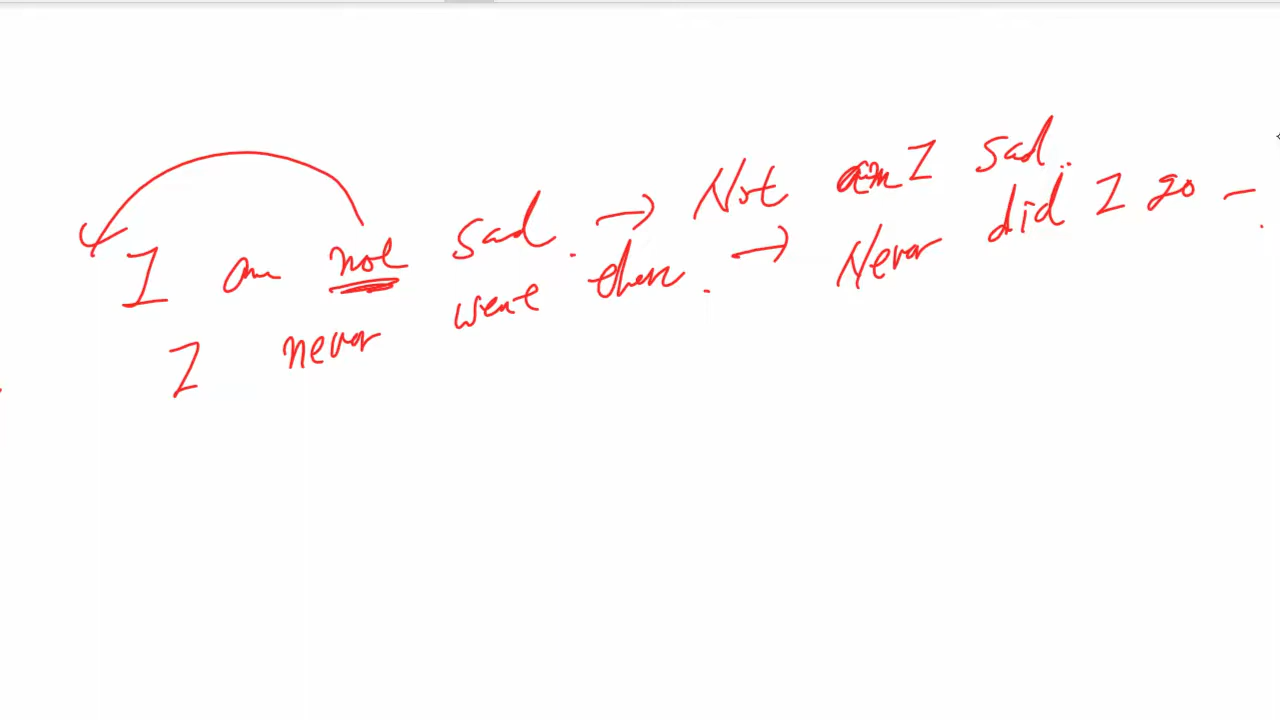 I am not sad. → Not am I sad.
I never went there. → Never did I go —.